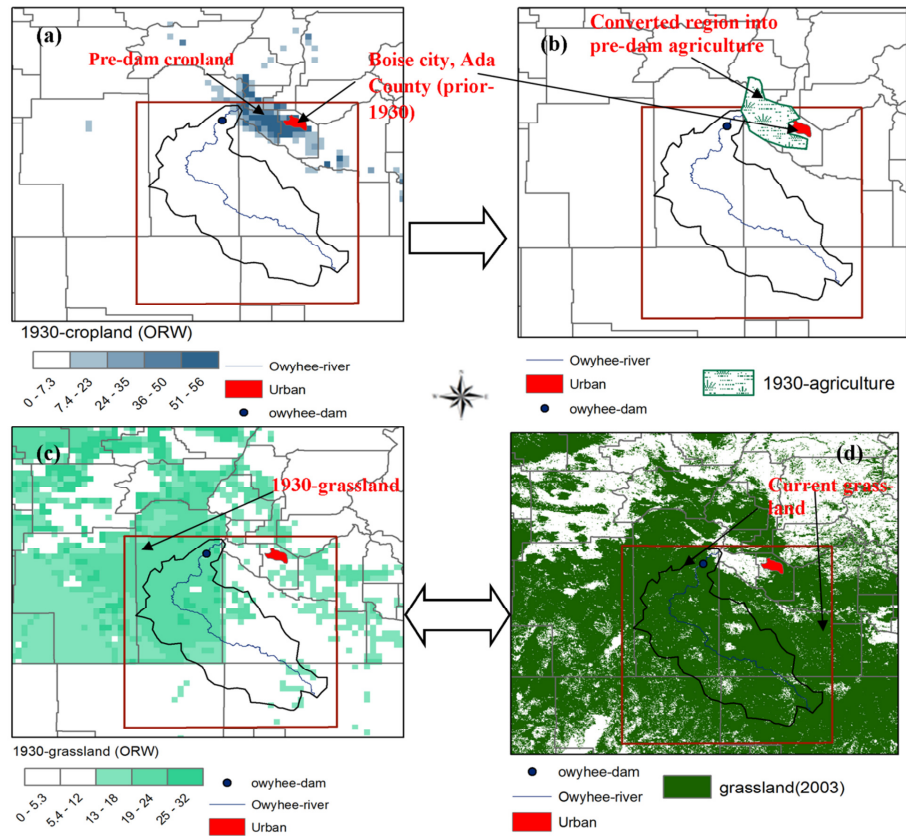 (a)
Pre-dam cropland
Boise city, Ada
County (prior-
1930)
(b)
Converted region into
pre-dam agriculture
1930-cropland (ORW)
0 - 7.3
7.4 - 23
24 - 35
36 - 50
51 - 56
Owyhee-river
Urban
owyhee-dam
Owyhee-river
Urban
owyhee-dam
1930-agriculture
(c)
1930-grassland
(d)
Current grass-
land
1930-grassland (ORW)
0 - 5.3
5.4 - 12
13 - 18
19 - 24
25 - 32
owyhee-dam
Owyhee-river
Urban
owyhee-dam
Owyhee-river
Urban
grassland(2003)